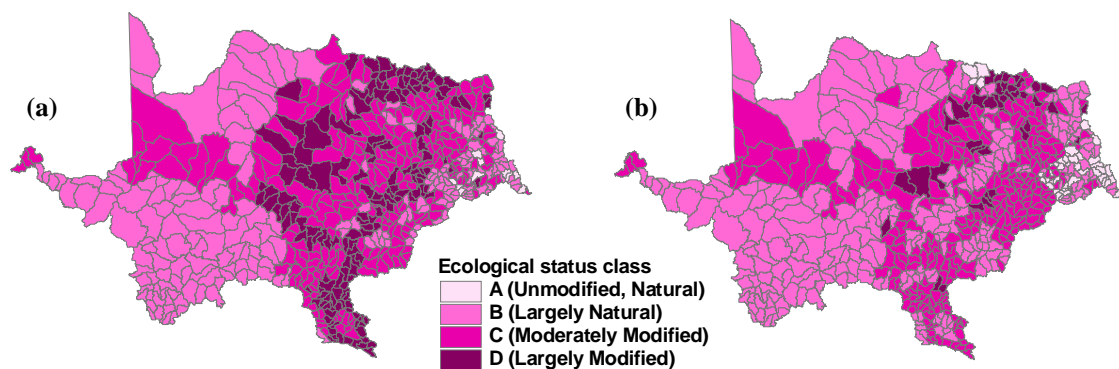 (a)
(b)
Ecological status class
A (Unmodified, Natural)
B (Largely Natural)
C (Moderately Modified)
D (Largely Modified)